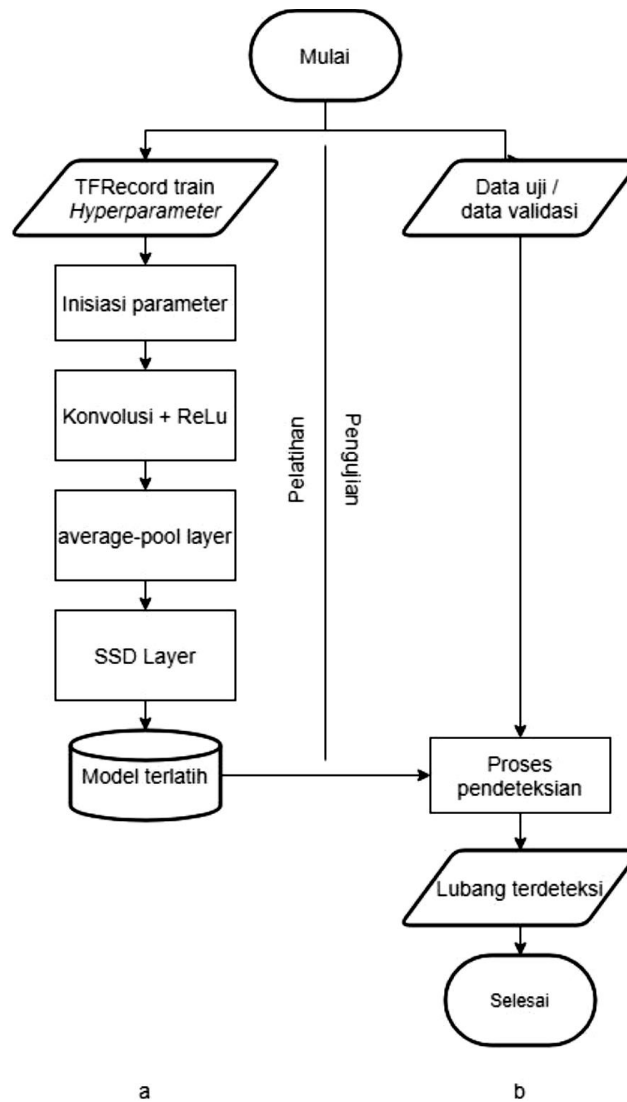 Mulai
TFRecord train
Hyperparameter
Inisiasi parameter
Konvolusi + ReLu
average-pool layer
SSD Layer
Model terlatih
Pelatihan
Pengujian
Data uji /
data validasi
Proses
pendeteksian
Lubang terdeteksi
Selesai
a
b